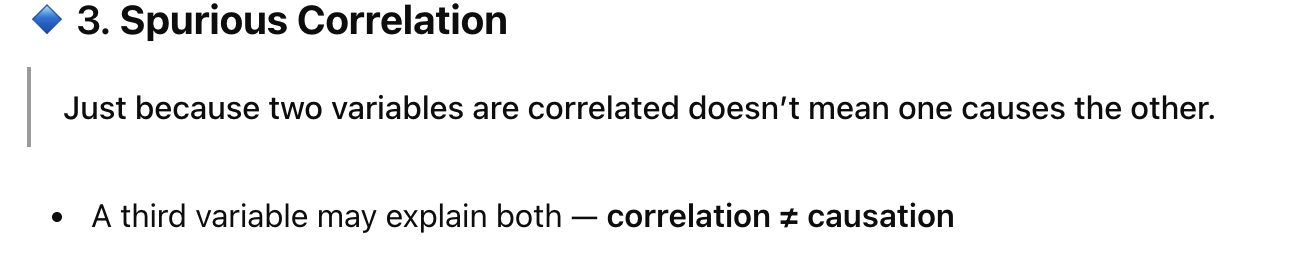 🔷 3. Spurious Correlation
Just because two variables are correlated doesn’t mean one causes the other.
• A third variable may explain both — correlation ≠ causation